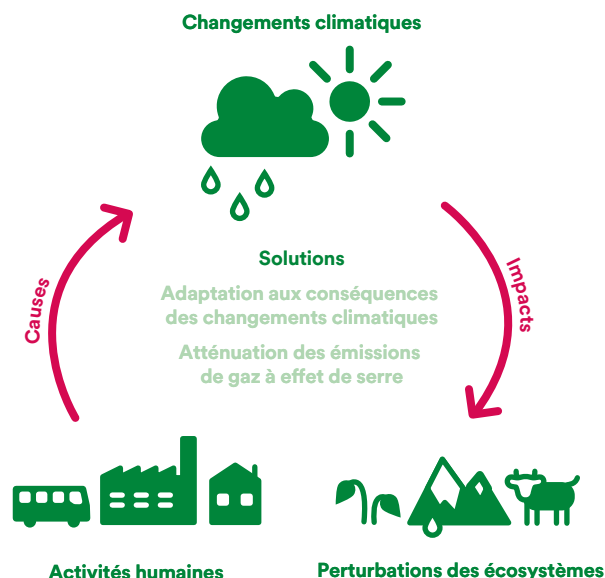 Changements climatiques
Causes
Impacts
Solutions
Adaptation aux conséquences
des changements climatiques
Atténuation des émissions
de gaz à effet de serre
Activités humaines
Perturbations des écosystèmes